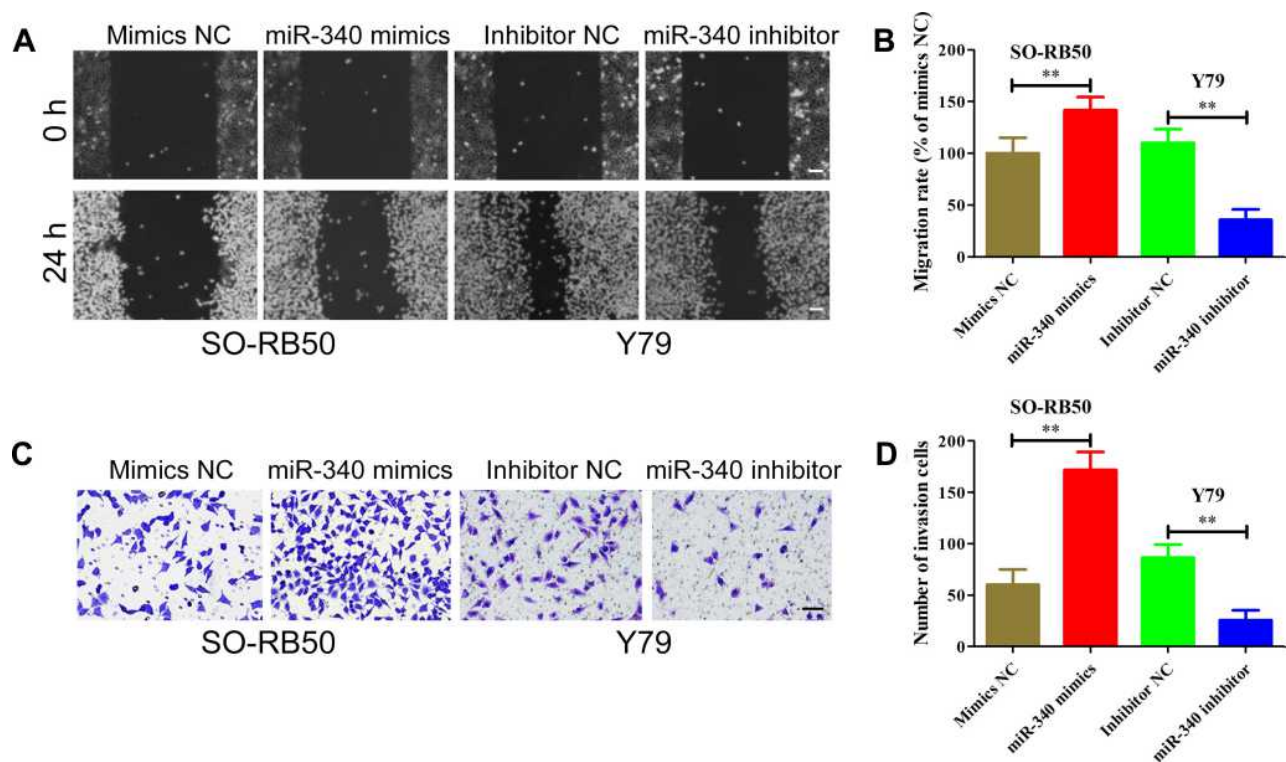 A
Mimics NC miR-340 mimics Inhibitor NC miR-340 inhibitor
0 h
24 h
SO-RB50 Y79
B
Migration rate (% of mimics NC)
200
150
100
50
0
SO-RB50
**
Y79
**
Mimics NC
miR-340 mimics
Inhibitor NC
miR-340 inhibitor
C
Mimics NC miR-340 mimics Inhibitor NC miR-340 inhibitor
SO-RB50 Y79
D
Number of invasion cells
200
150
100
50
0
SO-RB50
**
Y79
**
Mimics NC
miR-340 mimics
Inhibitor NC
miR-340 inhibitor